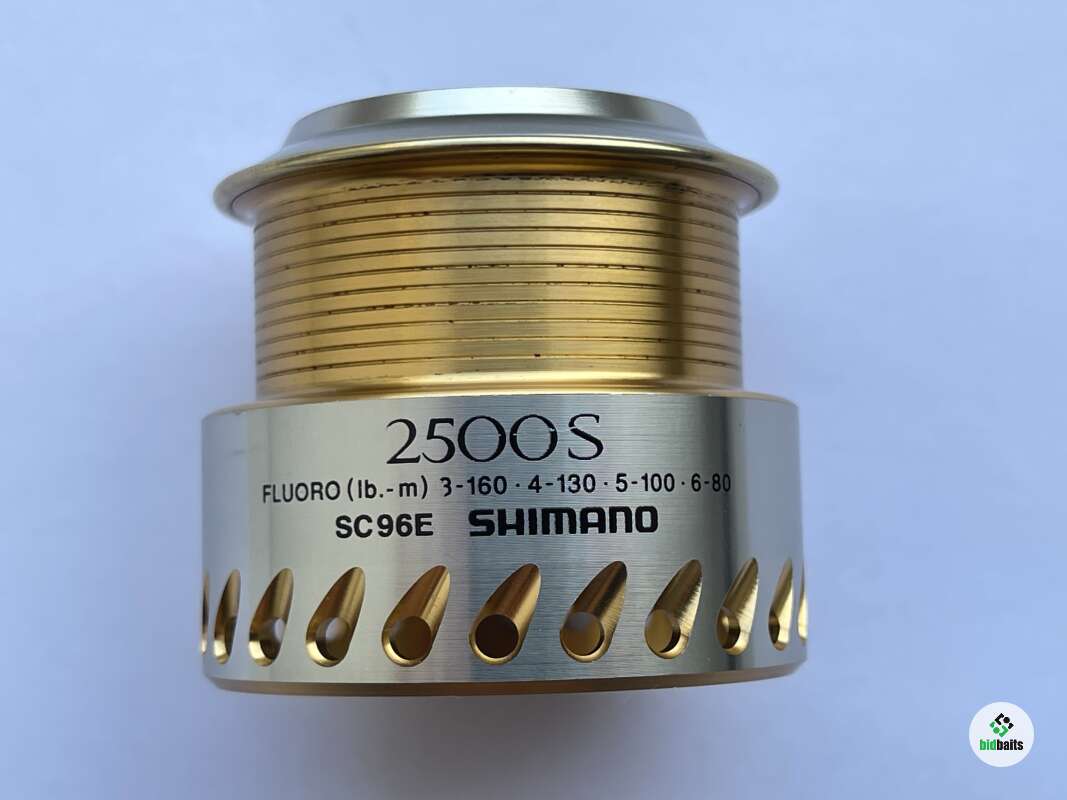 2500S
FLUORO (lb.-m) 3-160 · 4-130 · 5-100 · 6-80
SC96E SHIMANO
bidbaits